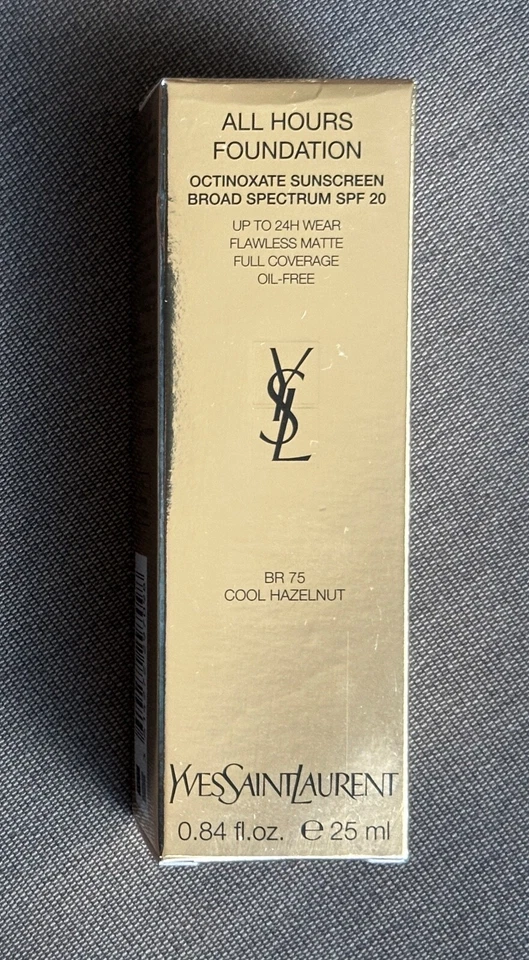 ALL HOURS
FOUNDATION
OCTINOXATE SUNSCREEN
BROAD SPECTRUM SPF 20
UP TO 24H WEAR
FLAWLESS MATTE
FULL COVERAGE
OIL-FREE
YSL
BR 75
COOL HAZELNUT
YVESSAINTLAURENT
0.84 fl.oz. ℮ 25 ml